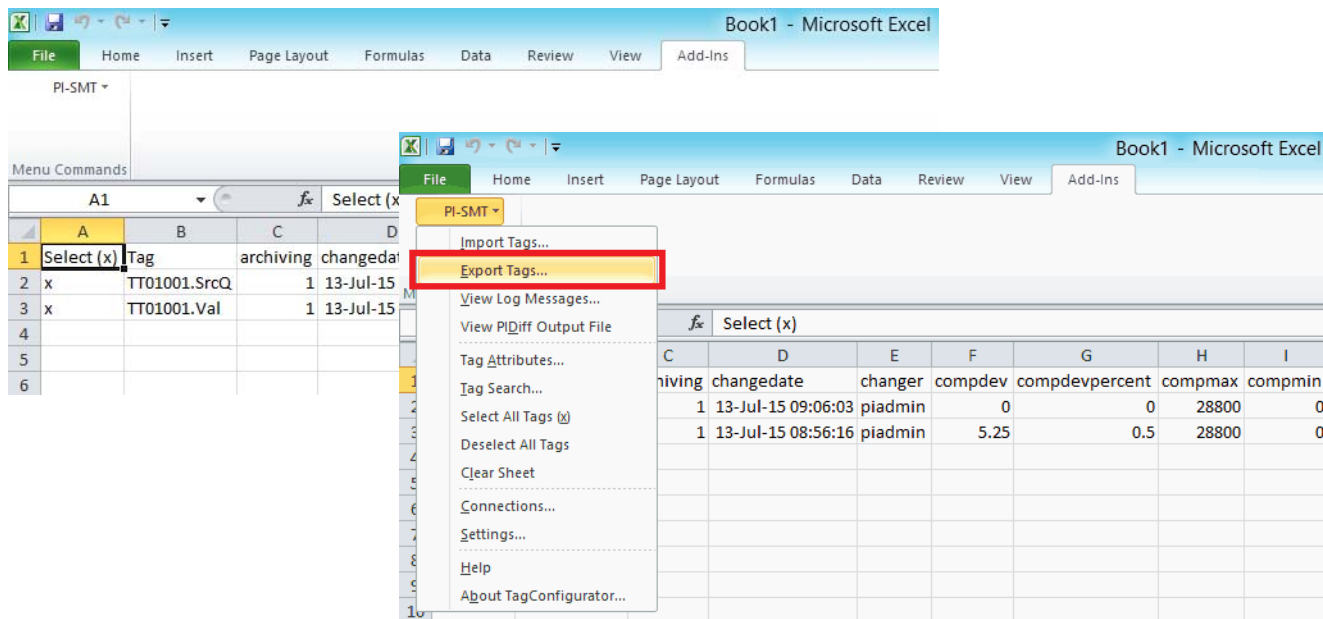 Book1 - Microsoft Excel
File Home Insert Page Layout Formulas Data Review View Add-Ins
PI-SMT
Menu Commands
A1 fx Select (x
A B C D
1 Select (x) Tag archiving changedat
2 x TT01001.SrcQ 1 13-Jul-15
3 x TT01001.Val 1 13-Jul-15
4
5
6
Book1 - Microsoft Excel
File Home Insert Page Layout Formulas Data Review View Add-Ins
PI-SMT
Import Tags...
Export Tags...
View Log Messages...
View PIDiff Output File
Tag Attributes...
Tag Search...
Select All Tags (x)
Deselect All Tags
Clear Sheet
Connections...
Settings...
Help
About TagConfigurator...
M
fx Select (x)
C D E F G H I
1 hiving changedate changer compdev compdevpercent compmax compmin
1 13-Jul-15 09:06:03 piadmin 0 0 28800 0
1 13-Jul-15 08:56:16 piadmin 5.25 0.5 28800 0
10